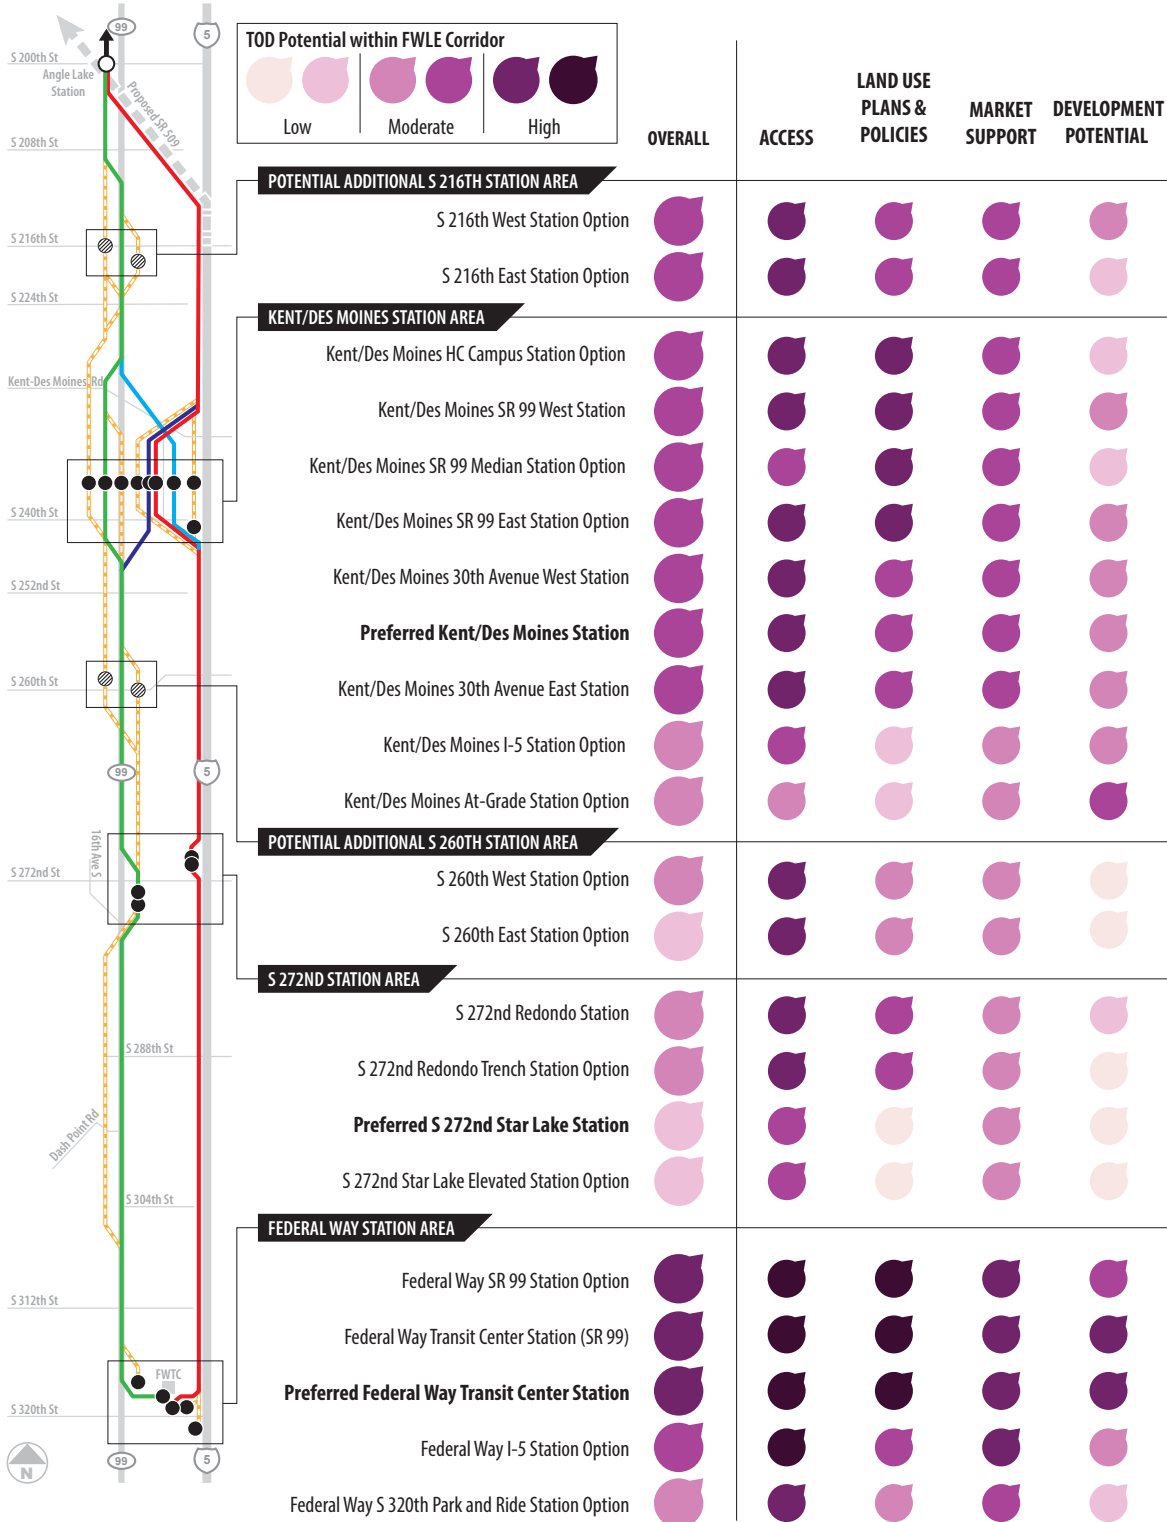 99
5
S 200th St
Angle Lake
Station
Proposed SR 509
S 208th St
S 216th St
S 224th St
Kent-Des Moines Rd
S 240th St
S 252nd St
S 260th St
99
5
16th Ave S
S 272nd St
S 288th St
Dash Point Rd
S 304th St
S 312th St
FWTC
S 320th St
N
99
5
TOD Potential within FWLE Corridor
Low
Moderate
High
OVERALL
ACCESS
LAND USE
PLANS &
POLICIES
MARKET
SUPPORT
DEVELOPMENT
POTENTIAL
POTENTIAL ADDITIONAL S 216TH STATION AREA
S 216th West Station Option
S 216th East Station Option
KENT/DES MOINES STATION AREA
Kent/Des Moines HC Campus Station Option
Kent/Des Moines SR 99 West Station
Kent/Des Moines SR 99 Median Station Option
Kent/Des Moines SR 99 East Station Option
Kent/Des Moines 30th Avenue West Station
Preferred Kent/Des Moines Station
Kent/Des Moines 30th Avenue East Station
Kent/Des Moines I-5 Station Option
Kent/Des Moines At-Grade Station Option
POTENTIAL ADDITIONAL S 260TH STATION AREA
S 260th West Station Option
S 260th East Station Option
S 272ND STATION AREA
S 272nd Redondo Station
S 272nd Redondo Trench Station Option
Preferred S 272nd Star Lake Station
S 272nd Star Lake Elevated Station Option
FEDERAL WAY STATION AREA
Federal Way SR 99 Station Option
Federal Way Transit Center Station (SR 99)
Preferred Federal Way Transit Center Station
Federal Way I-5 Station Option
Federal Way S 320th Park and Ride Station Option